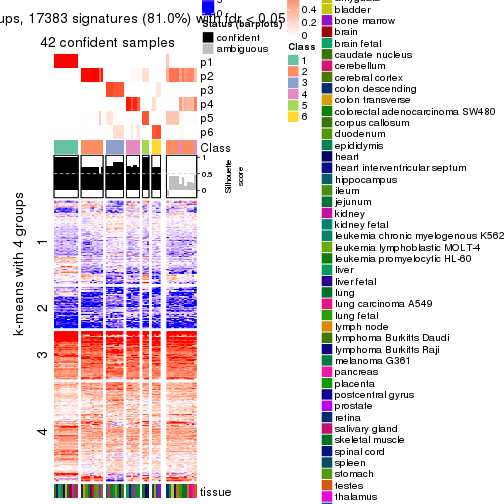 ups, 17383 signatures (81.0%) with fdr < 0.05
42 confident samples
p1
p2
p3
p4
p5
p6
Class
1
0.5
0
Silhouette
score
k-means with 4 groups
1
2
3
4
tissue
0
Status (barplots)
confident
ambiguous
0.4
0.2
0
Class
1
2
3
4
5
6
bladder
bone marrow
brain
brain fetal
caudate nucleus
cerebellum
cerebral cortex
colon descending
colon transverse
colorectal adenocarcinoma SW480
corpus callosum
duodenum
epididymis
heart
heart interventricular septum
hippocampus
ileum
jejunum
kidney
kidney fetal
leukemia chronic myelogenous K562
leukemia lymphoblastic MOLT-4
leukemia promyelocytic HL-60
liver
liver fetal
lung
lung carcinoma A549
lung fetal
lymph node
lymphoma Burkitts Daudi
lymphoma Burkitts Raji
melanoma G361
pancreas
placenta
postcentral gyrus
prostate
retina
salivary gland
skeletal muscle
spinal cord
spleen
stomach
testes
thalamus